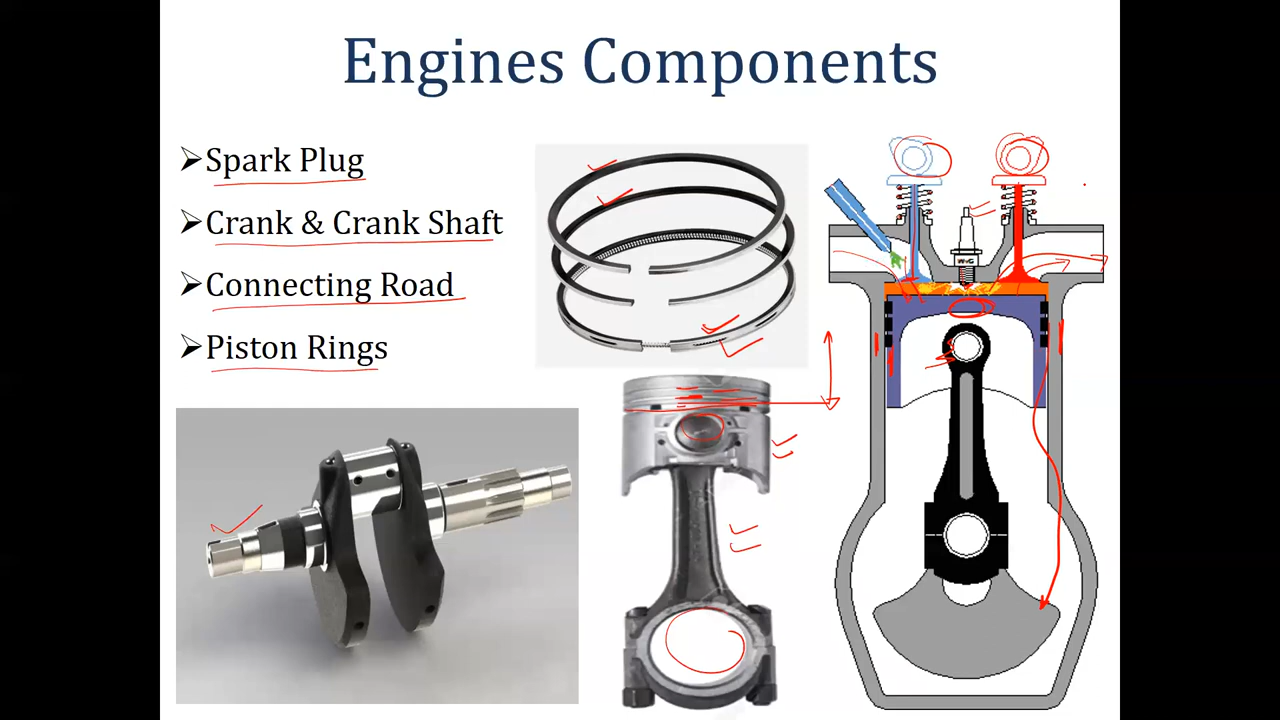 Engines Components
➢Spark Plug
➢Crank & Crank Shaft
➢Connecting Road
➢Piston Rings